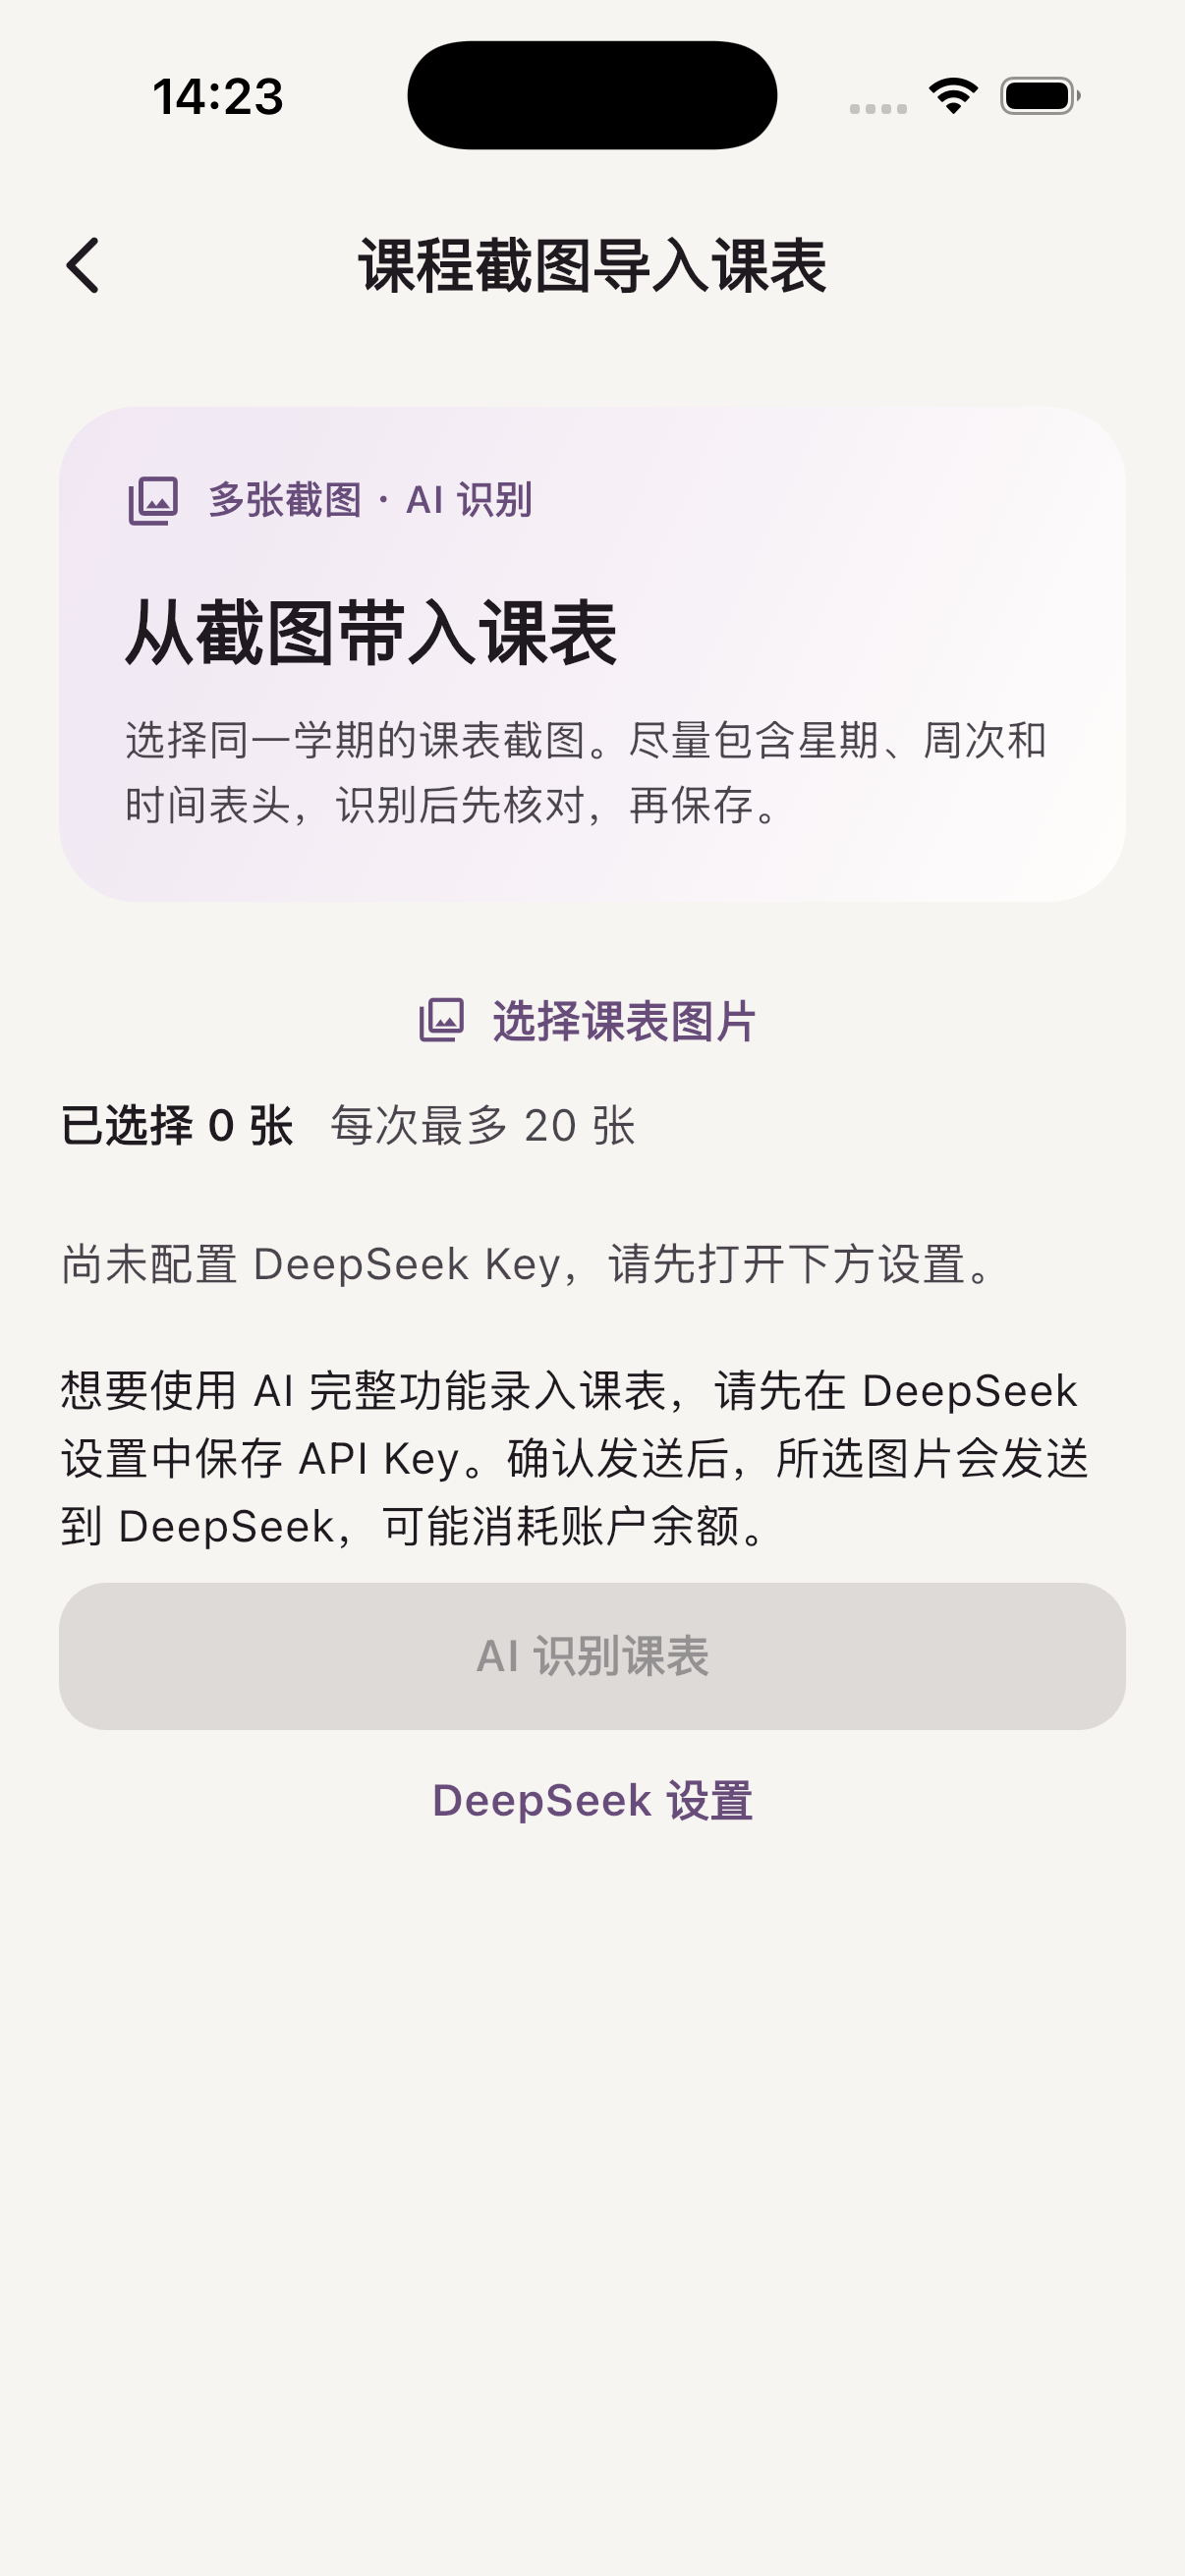 14:23
课程截图导入课表
多张截图 · AI 识别
从截图带入课表
选择同一学期的课表截图。尽量包含星期、周次和
时间表头，识别后先核对，再保存。
选择课表图片
已选择 0 张 每次最多 20 张
尚未配置 DeepSeek Key，请先打开下方设置。
想要使用 AI 完整功能录入课表，请先在 DeepSeek
设置中保存 API Key。确认发送后，所选图片会发送
到 DeepSeek，可能消耗账户余额。
AI 识别课表
DeepSeek 设置